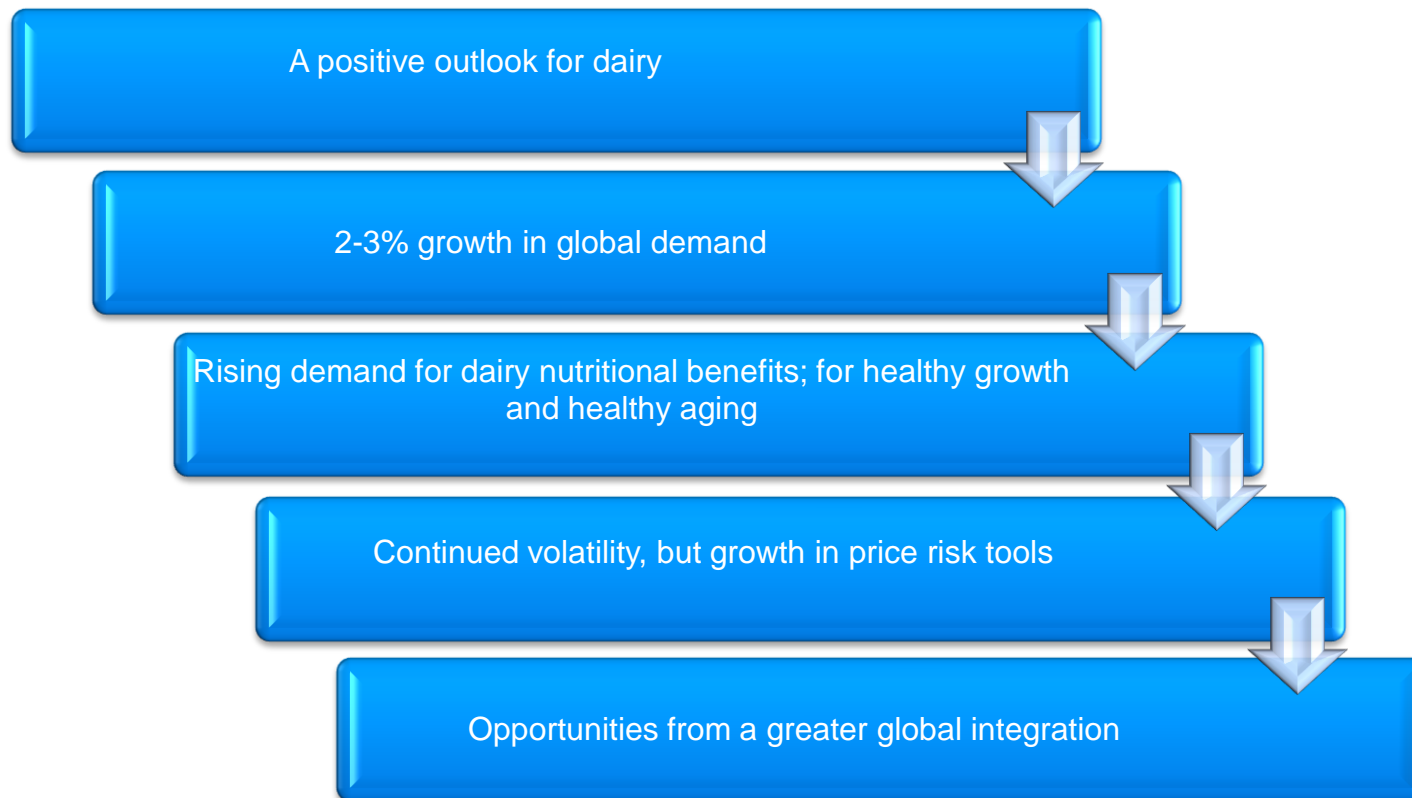 A positive outlook for dairy
2-3% growth in global demand
Rising demand for dairy nutritional benefits; for healthy growth
and healthy aging
Continued volatility, but growth in price risk tools
Opportunities from a greater global integration